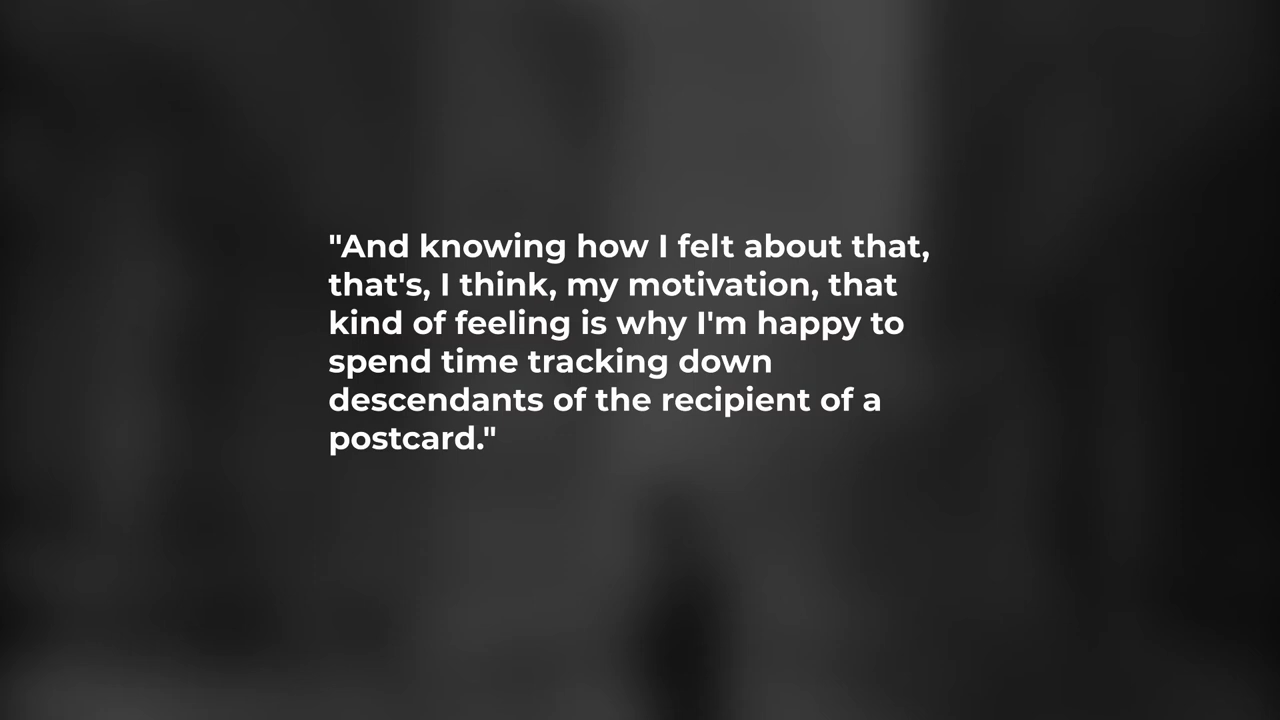 "And knowing how I felt about that,
that's, I think, my motivation, that
kind of feeling is why I'm happy to
spend time tracking down
descendants of the recipient of a
postcard."